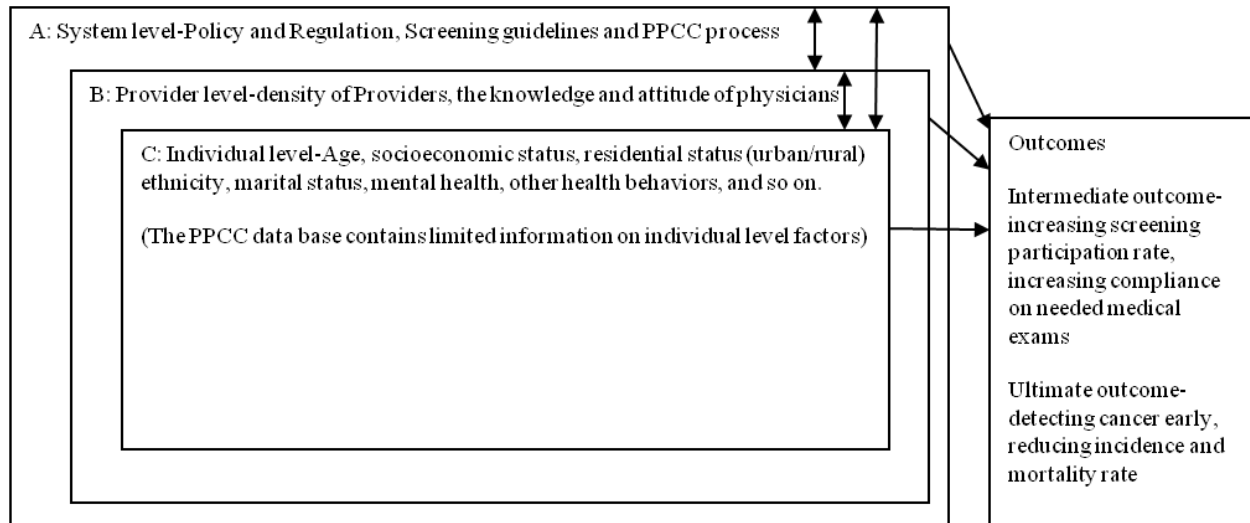 A: System level-Policy and Regulation, Screening guidelines and PPCC process
B: Provider level-density of Providers, the knowledge and attitude of physicians
C: Individual level-Age, socioeconomic status, residential status (urban/rural)
ethnicity, marital status, mental health, other health behaviors, and so on.
(The PPCC data base contains limited information on individual level factors)
Outcomes
Intermediate outcome-
increasing screening
participation rate,
increasing compliance
on needed medical
exams
Ultimate outcome-
detecting cancer early,
reducing incidence and
mortality rate